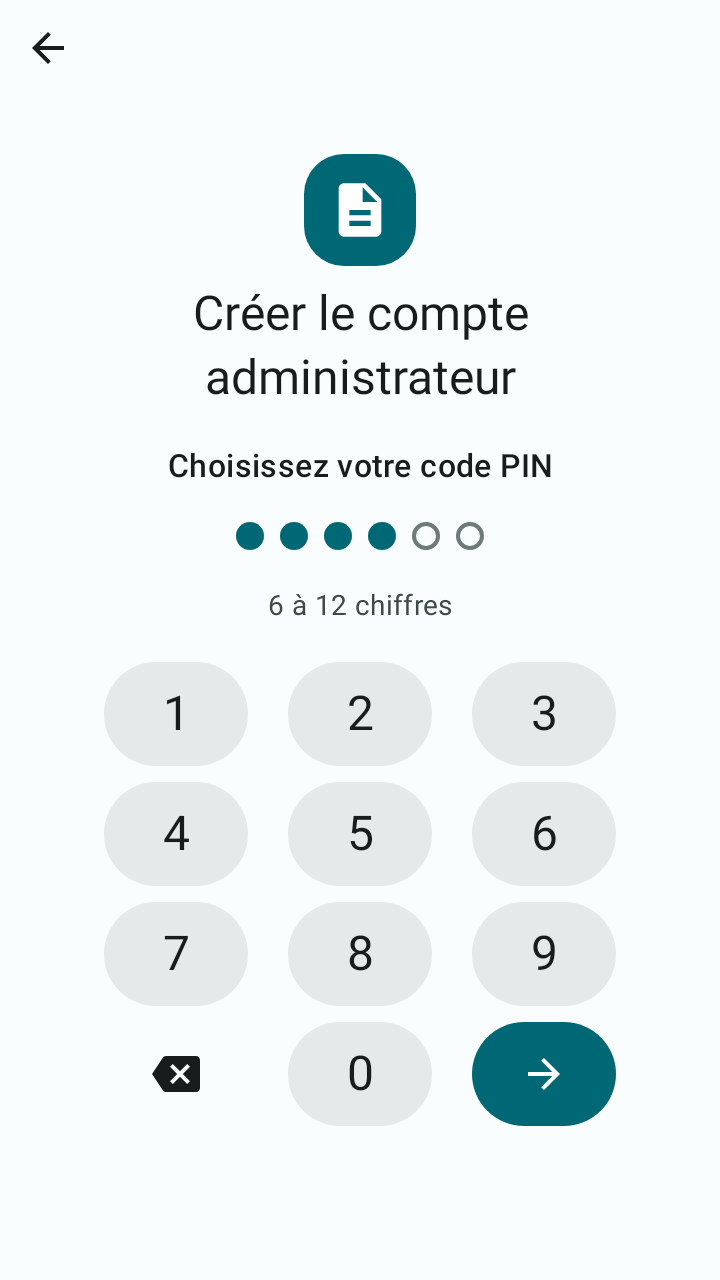 Créer le compte
administrateur
Choisissez votre code PIN
6 à 12 chiffres
1 2 3
4 5 6
7 8 9
0